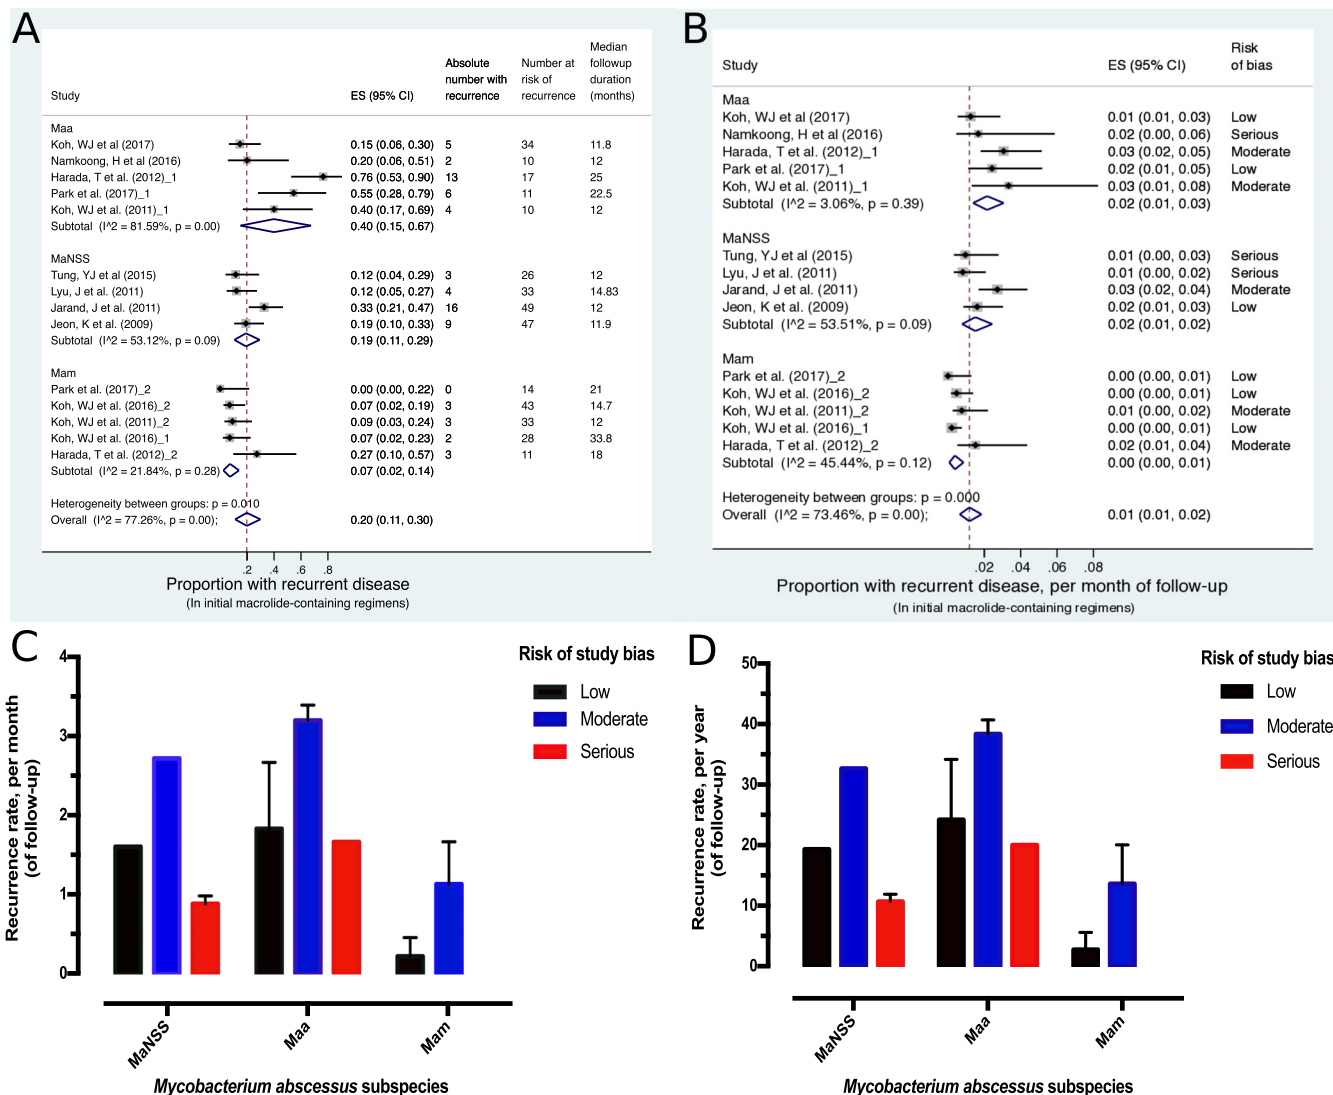 A
Study
ES (95% CI)
Absolute number with recurrence
Number at risk of recurrence
Median followup duration (months)
Maa
Koh, WJ et al (2017) 0.15 (0.06, 0.30) 5 34 11.8
Namkoong, H et al (2016) 0.20 (0.06, 0.51) 2 10 12
Harada, T et al. (2012)_1 0.76 (0.53, 0.90) 13 17 25
Park et al. (2017)_1 0.55 (0.28, 0.79) 6 11 22.5
Koh, WJ et al. (2011)_1 0.40 (0.17, 0.69) 4 10 12
Subtotal (I^2 = 81.59%, p = 0.00) 0.40 (0.15, 0.67)
MaNSS
Tung, YJ et al (2015) 0.12 (0.04, 0.29) 3 26 12
Lyu, J et al. (2011) 0.12 (0.05, 0.27) 4 33 14.83
Jarand, J et al. (2011) 0.33 (0.21, 0.47) 16 49 12
Jeon, K et al. (2009) 0.19 (0.10, 0.33) 9 47 11.9
Subtotal (I^2 = 53.12%, p = 0.09) 0.19 (0.11, 0.29)
Mam
Park et al. (2017)_2 0.00 (0.00, 0.22) 0 14 21
Koh, WJ et al. (2016)_2 0.07 (0.02, 0.19) 3 43 14.7
Koh, WJ et al. (2011)_2 0.09 (0.03, 0.24) 3 33 12
Koh, WJ et al. (2016)_1 0.07 (0.02, 0.23) 2 28 33.8
Harada, T et al. (2012)_2 0.27 (0.10, 0.57) 3 11 18
Subtotal (I^2 = 21.84%, p = 0.28) 0.07 (0.02, 0.14)
Heterogeneity between groups: p = 0.010
Overall (I^2 = 77.26%, p = 0.00); 0.20 (0.11, 0.30)
.2 .4 .6 .8
Proportion with recurrent disease
(In initial macrolide-containing regimens)
B
Study
ES (95% CI)
Risk of bias
Maa
Koh, WJ et al (2017) 0.01 (0.01, 0.03) Low
Namkoong, H et al (2016) 0.02 (0.00, 0.06) Serious
Harada, T et al. (2012)_1 0.03 (0.02, 0.05) Moderate
Park et al. (2017)_1 0.02 (0.01, 0.05) Low
Koh, WJ et al. (2011)_1 0.03 (0.01, 0.08) Moderate
Subtotal (I^2 = 3.06%, p = 0.39) 0.02 (0.01, 0.03)
MaNSS
Tung, YJ et al (2015) 0.01 (0.00, 0.03) Serious
Lyu, J et al. (2011) 0.01 (0.00, 0.02) Serious
Jarand, J et al. (2011) 0.03 (0.02, 0.04) Moderate
Jeon, K et al. (2009) 0.02 (0.01, 0.03) Low
Subtotal (I^2 = 53.51%, p = 0.09) 0.02 (0.01, 0.02)
Mam
Park et al. (2017)_2 0.00 (0.00, 0.01) Low
Koh, WJ et al. (2016)_2 0.00 (0.00, 0.01) Low
Koh, WJ et al. (2011)_2 0.01 (0.00, 0.02) Moderate
Koh, WJ et al. (2016)_1 0.00 (0.00, 0.01) Low
Harada, T et al. (2012)_2 0.02 (0.01, 0.04) Moderate
Subtotal (I^2 = 45.44%, p = 0.12) 0.00 (0.00, 0.01)
Heterogeneity between groups: p = 0.000
Overall (I^2 = 73.46%, p = 0.00); 0.01 (0.01, 0.02)
.02 .04 .06 .08
Proportion with recurrent disease, per month of follow-up
(In initial macrolide-containing regimens)
C
Recurrence rate, per month
(of follow-up)
4
3
2
1
0
Risk of study bias
Low
Moderate
Serious
MaNSS
Maa
Mam
Mycobacterium abscessus subspecies
D
Recurrence rate, per year
(of follow-up)
50
40
30
20
10
0
Risk of study bias
Low
Moderate
Serious
MaNSS
Maa
Mam
Mycobacterium abscessus subspecies